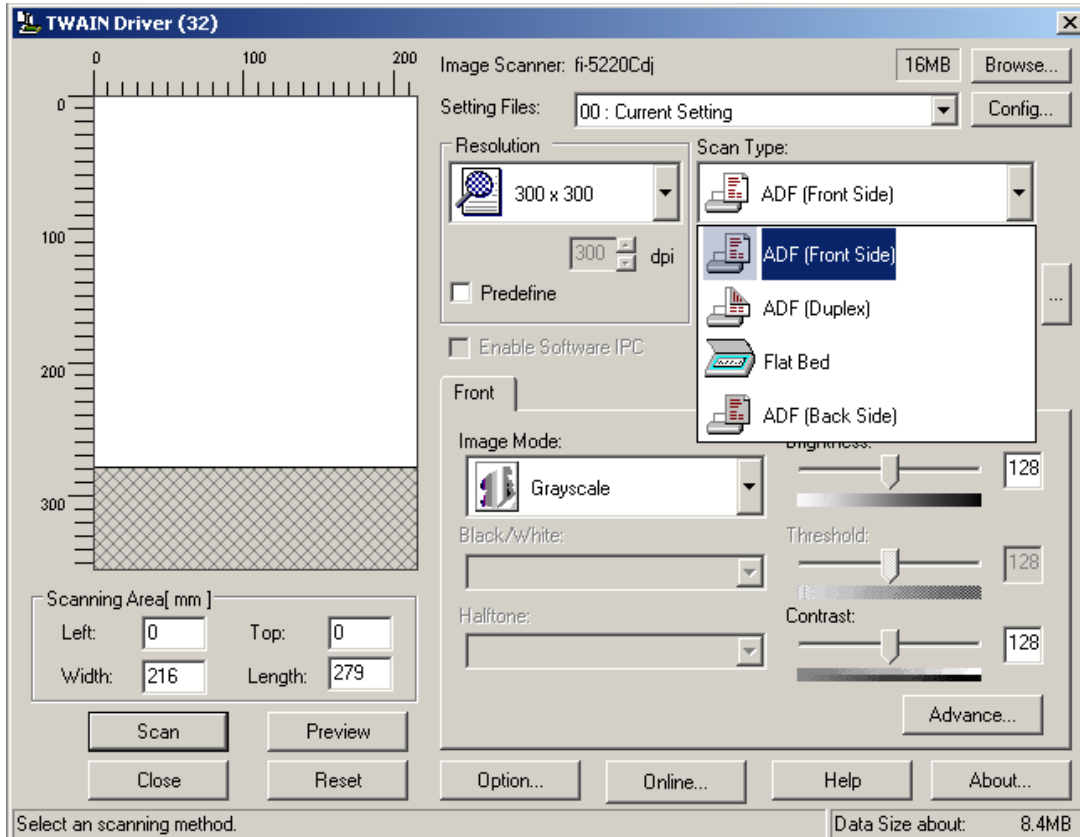 TWAIN Driver (32)
0 100 200
0
100
200
300
Image Scanner: fi-5220Cdj 16MB Browse...
Setting Files: 00 : Current Setting Config...
Resolution
300 x 300
300 dpi
Predefine
Scan Type:
ADF (Front Side)
ADF (Front Side)
ADF (Duplex)
Flat Bed
ADF (Back Side)
...
Enable Software IPC
Front
Image Mode:
Grayscale
Black/White:
Halftone:
Brightness:
128
Threshold:
128
Contrast:
128
Advance...
Scanning Area[ mm ]
Left: 0 Top: 0
Width: 216 Length: 279
Scan Preview
Close Reset
Option... Online... Help About...
Select an scanning method. Data Size about: 8.4MB